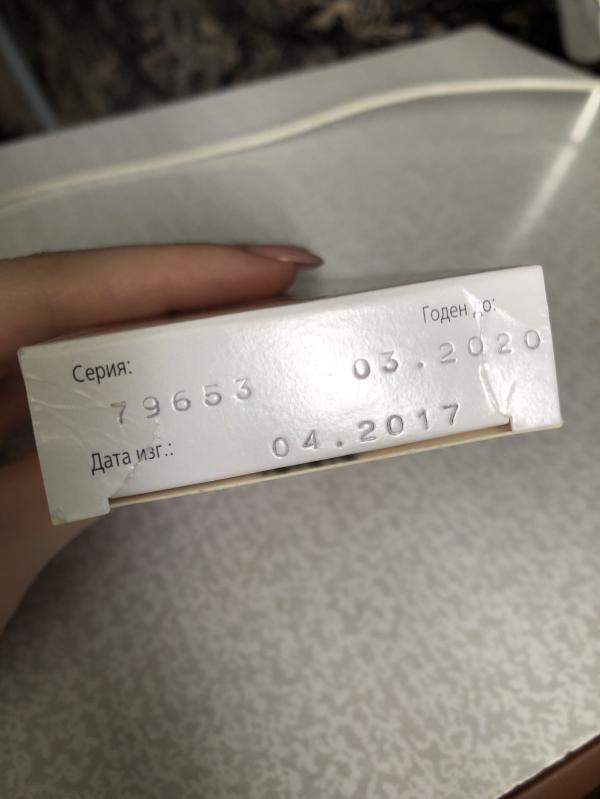 Годен до:
Серия:
03.2020
79653
Дата изг.:
04.2017